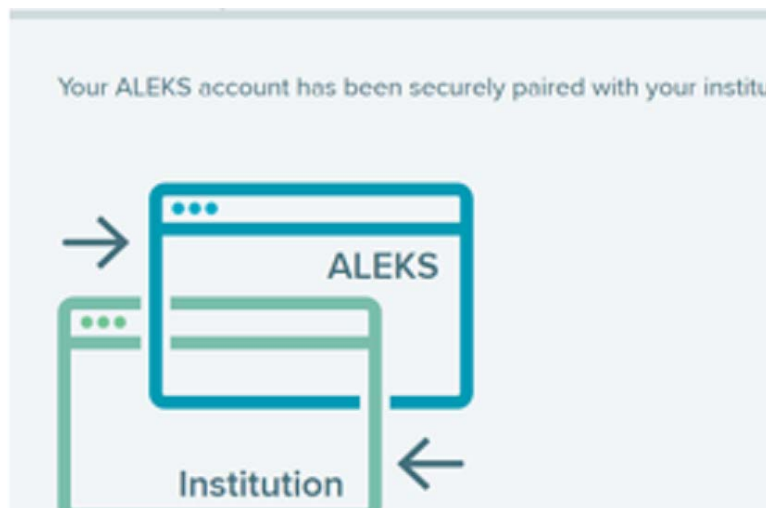 Your ALEKS account has been securely paired with your institu
ALEKS
Institution